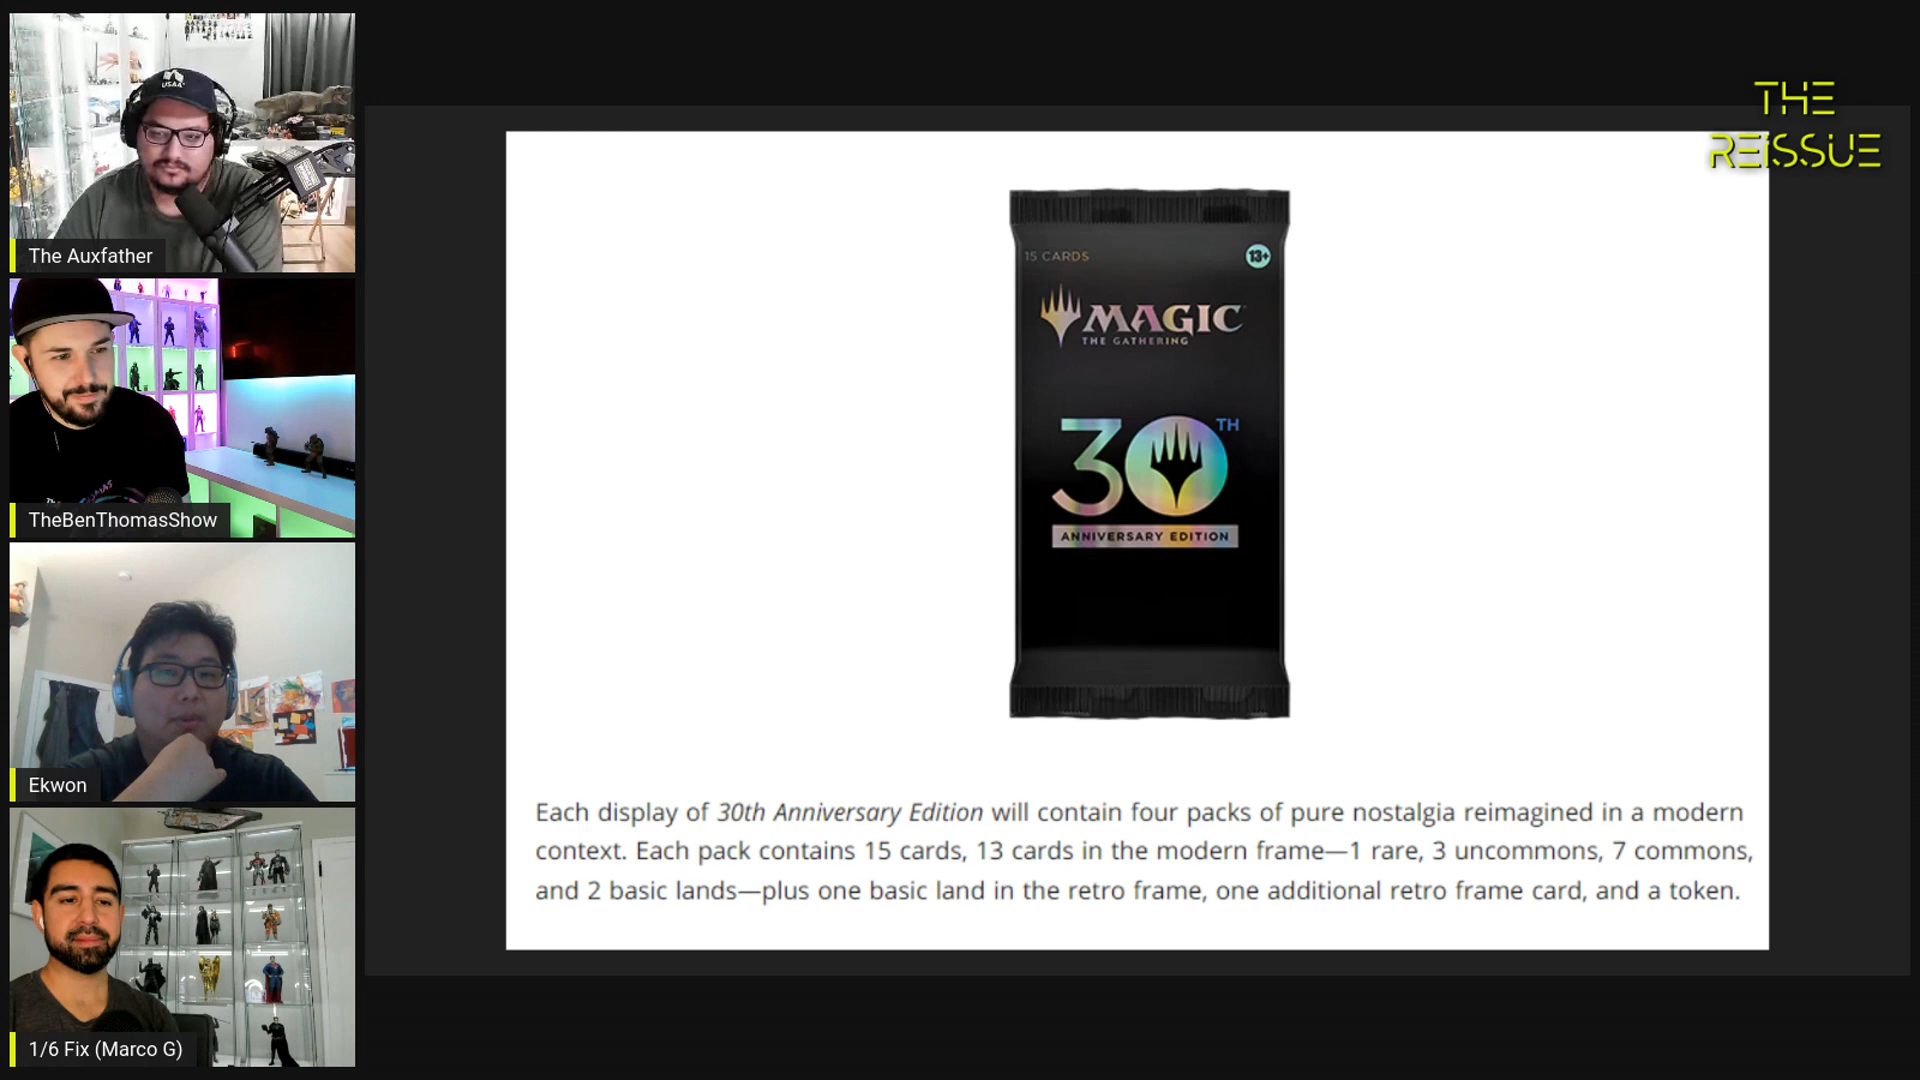 USAA
The Auxfather
TheBenThomasShow
Ekwon
1/6 Fix (Marco G)
THE
REISSUE
15 CARDS
13+
MAGIC
THE GATHERING
30TH
ANNIVERSARY EDITION
Each display of 30th Anniversary Edition will contain four packs of pure nostalgia reimagined in a modern
context. Each pack contains 15 cards, 13 cards in the modern frame—1 rare, 3 uncommons, 7 commons,
and 2 basic lands—plus one basic land in the retro frame, one additional retro frame card, and a token.